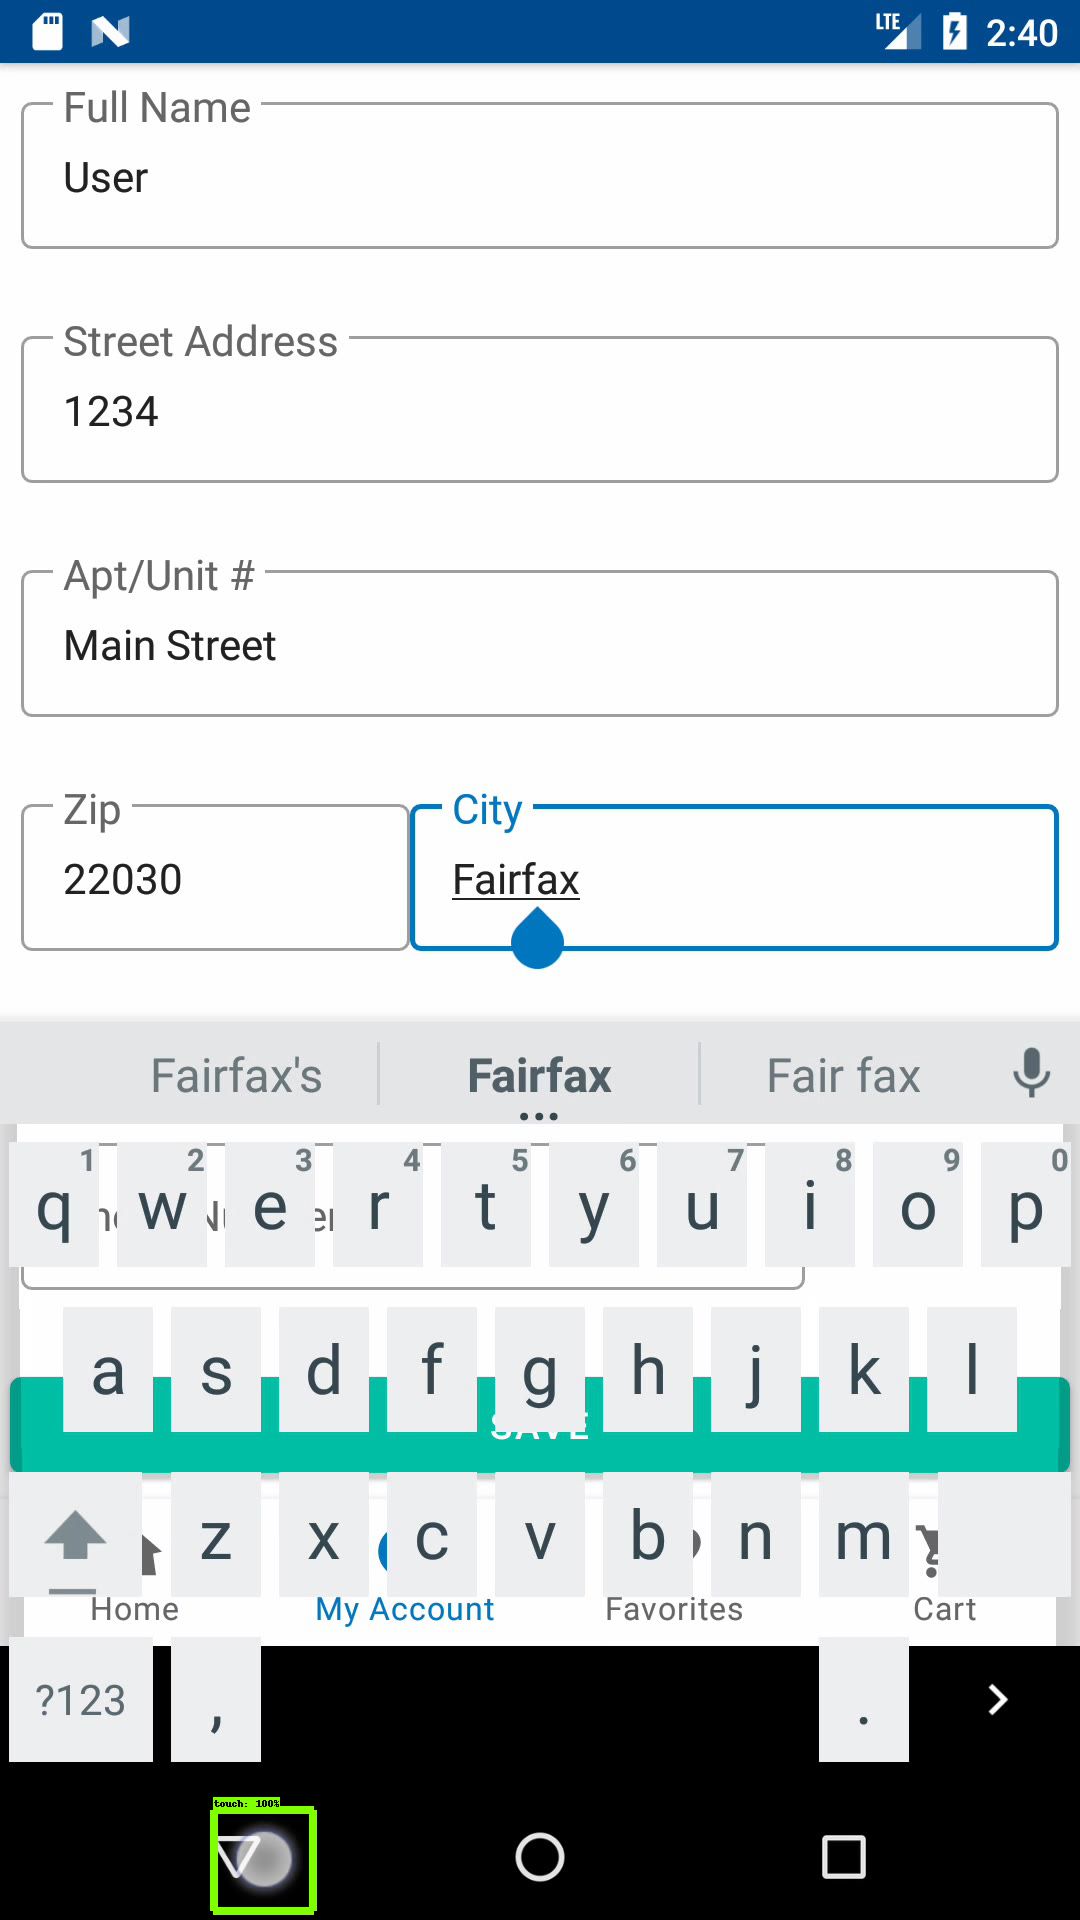 LTE 2:40
Full Name
User
Street Address
1234
Apt/Unit #
Main Street
Zip
22030
City
Fairfax
Fairfax's Fairfax Fair fax
1 2 3 4 5 6 7 8 9 0
q w e r t y u i o p
a s d f g h j k l
SAVE
z x c v b n m
Home My Account Favorites Cart
?123 , .
touch: 100%